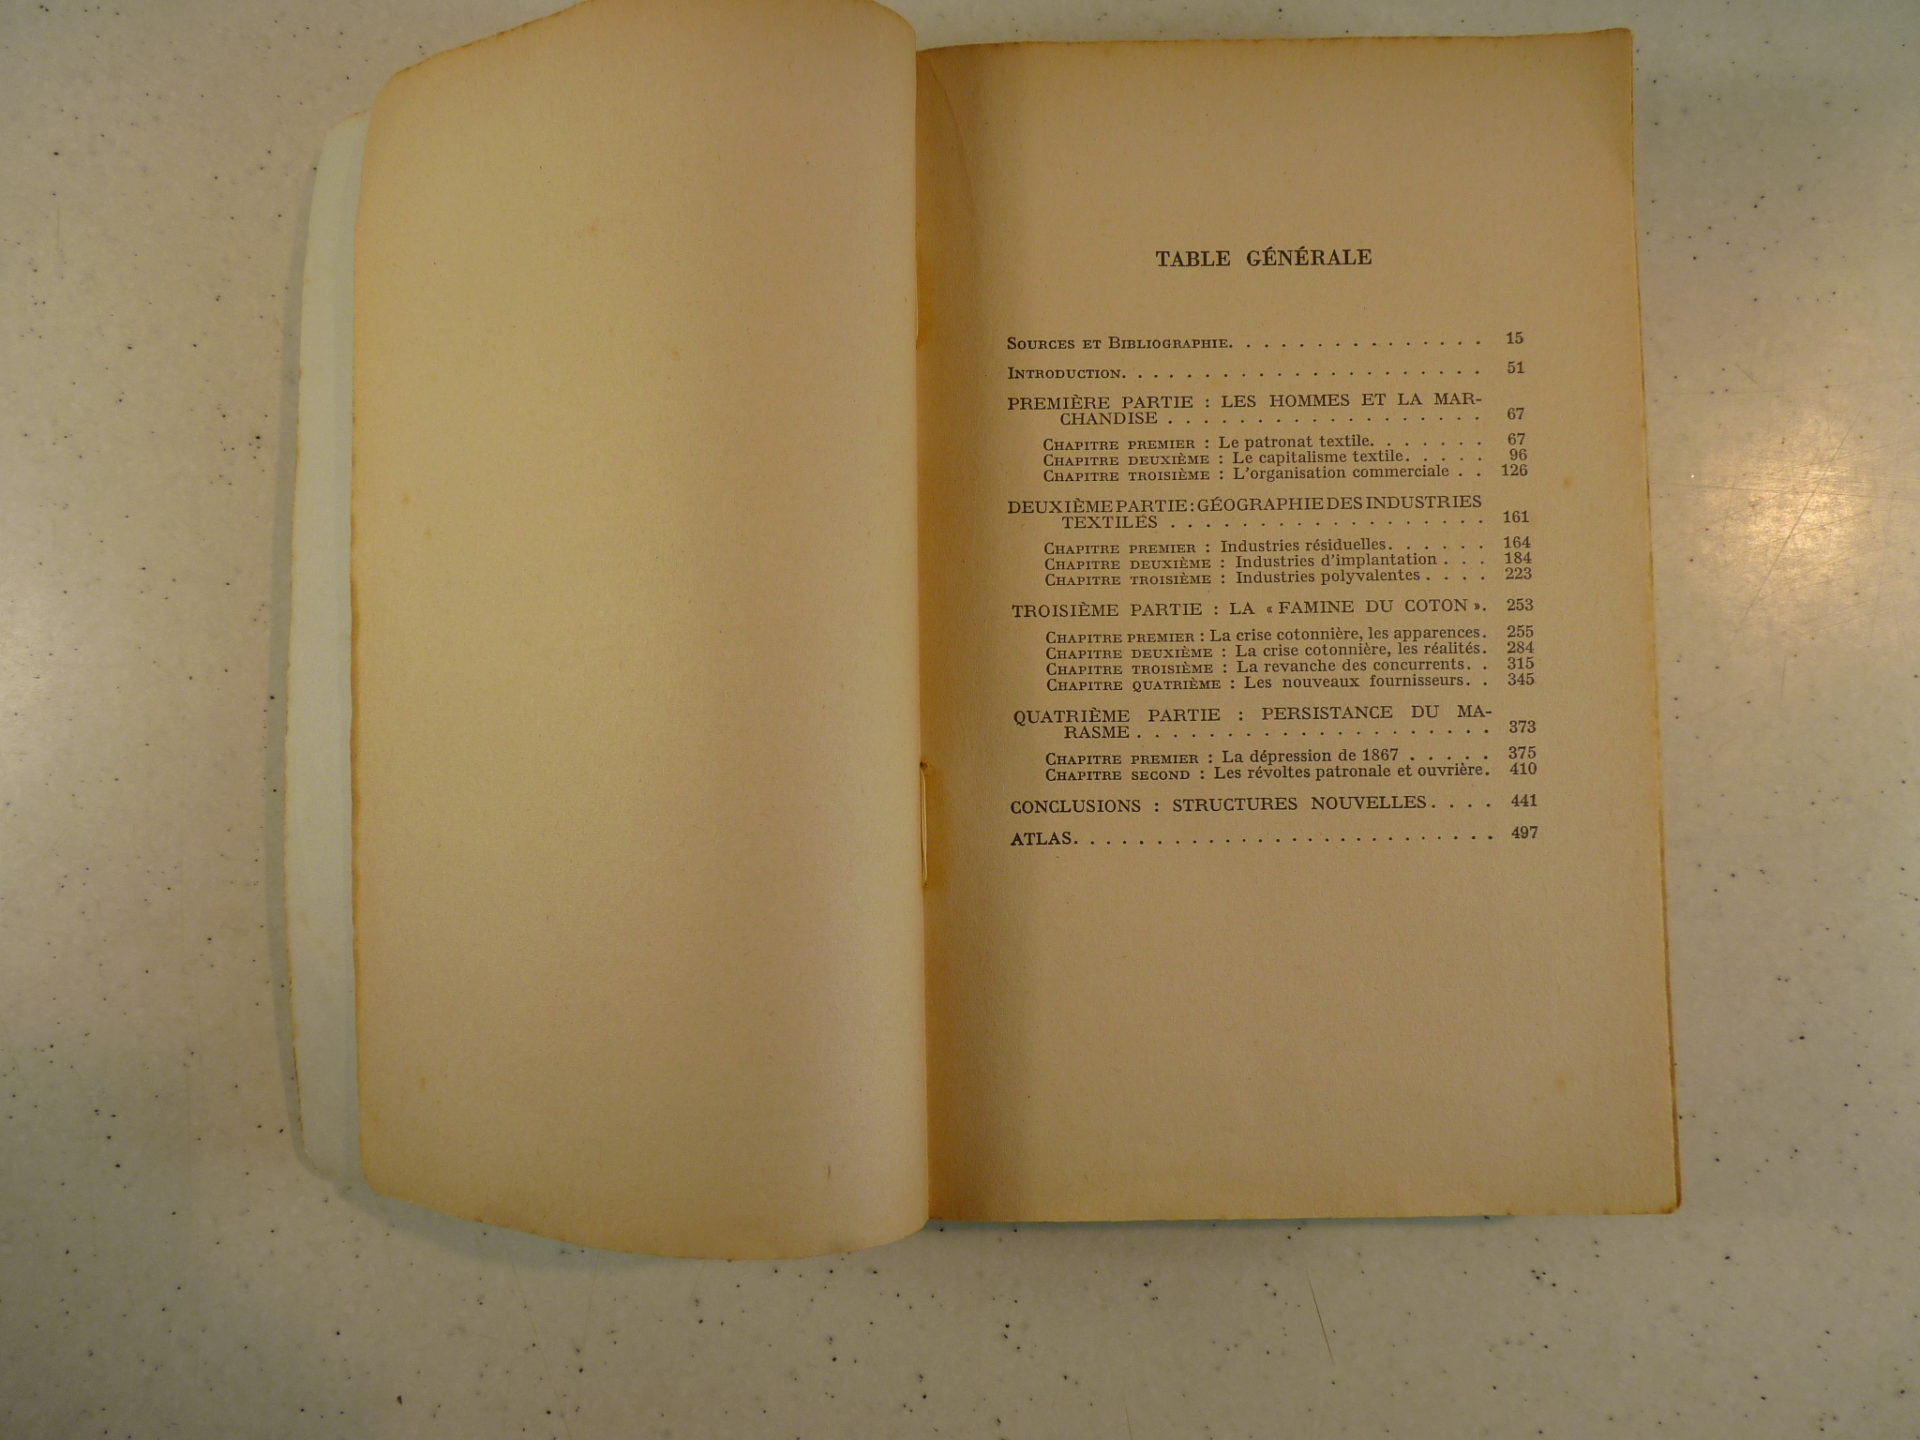 TABLE GÉNÉRALE
Sources et Bibliographie. . . . . . . . . . . . . . . 15
Introduction. . . . . . . . . . . . . . . . . . . . 51
PREMIÈRE PARTIE : LES HOMMES ET LA MAR-
CHANDISE . . . . . . . . . . . . . . . . . 67
Chapitre premier : Le patronat textile. . . . . . . 67
Chapitre deuxième : Le capitalisme textile. . . . . 96
Chapitre troisième : L'organisation commerciale . . 126
DEUXIÈME PARTIE : GÉOGRAPHIE DES INDUSTRIES
TEXTILES . . . . . . . . . . . . . . . . . . 161
Chapitre premier : Industries résiduelles. . . . . . 164
Chapitre deuxième : Industries d'implantation . . . 184
Chapitre troisième : Industries polyvalentes . . . . 223
TROISIÈME PARTIE : LA « FAMINE DU COTON ». 253
Chapitre premier : La crise cotonnière, les apparences. 255
Chapitre deuxième : La crise cotonnière, les réalités. 284
Chapitre troisième : La revanche des concurrents. . 315
Chapitre quatrième : Les nouveaux fournisseurs. . 345
QUATRIÈME PARTIE : PERSISTANCE DU MA-
RASME . . . . . . . . . . . . . . . . . . . . 373
Chapitre premier : La dépression de 1867 . . . . . 375
Chapitre second : Les révoltes patronale et ouvrière. 410
CONCLUSIONS : STRUCTURES NOUVELLES. . . . 441
ATLAS. . . . . . . . . . . . . . . . . . . . . . . . . 497